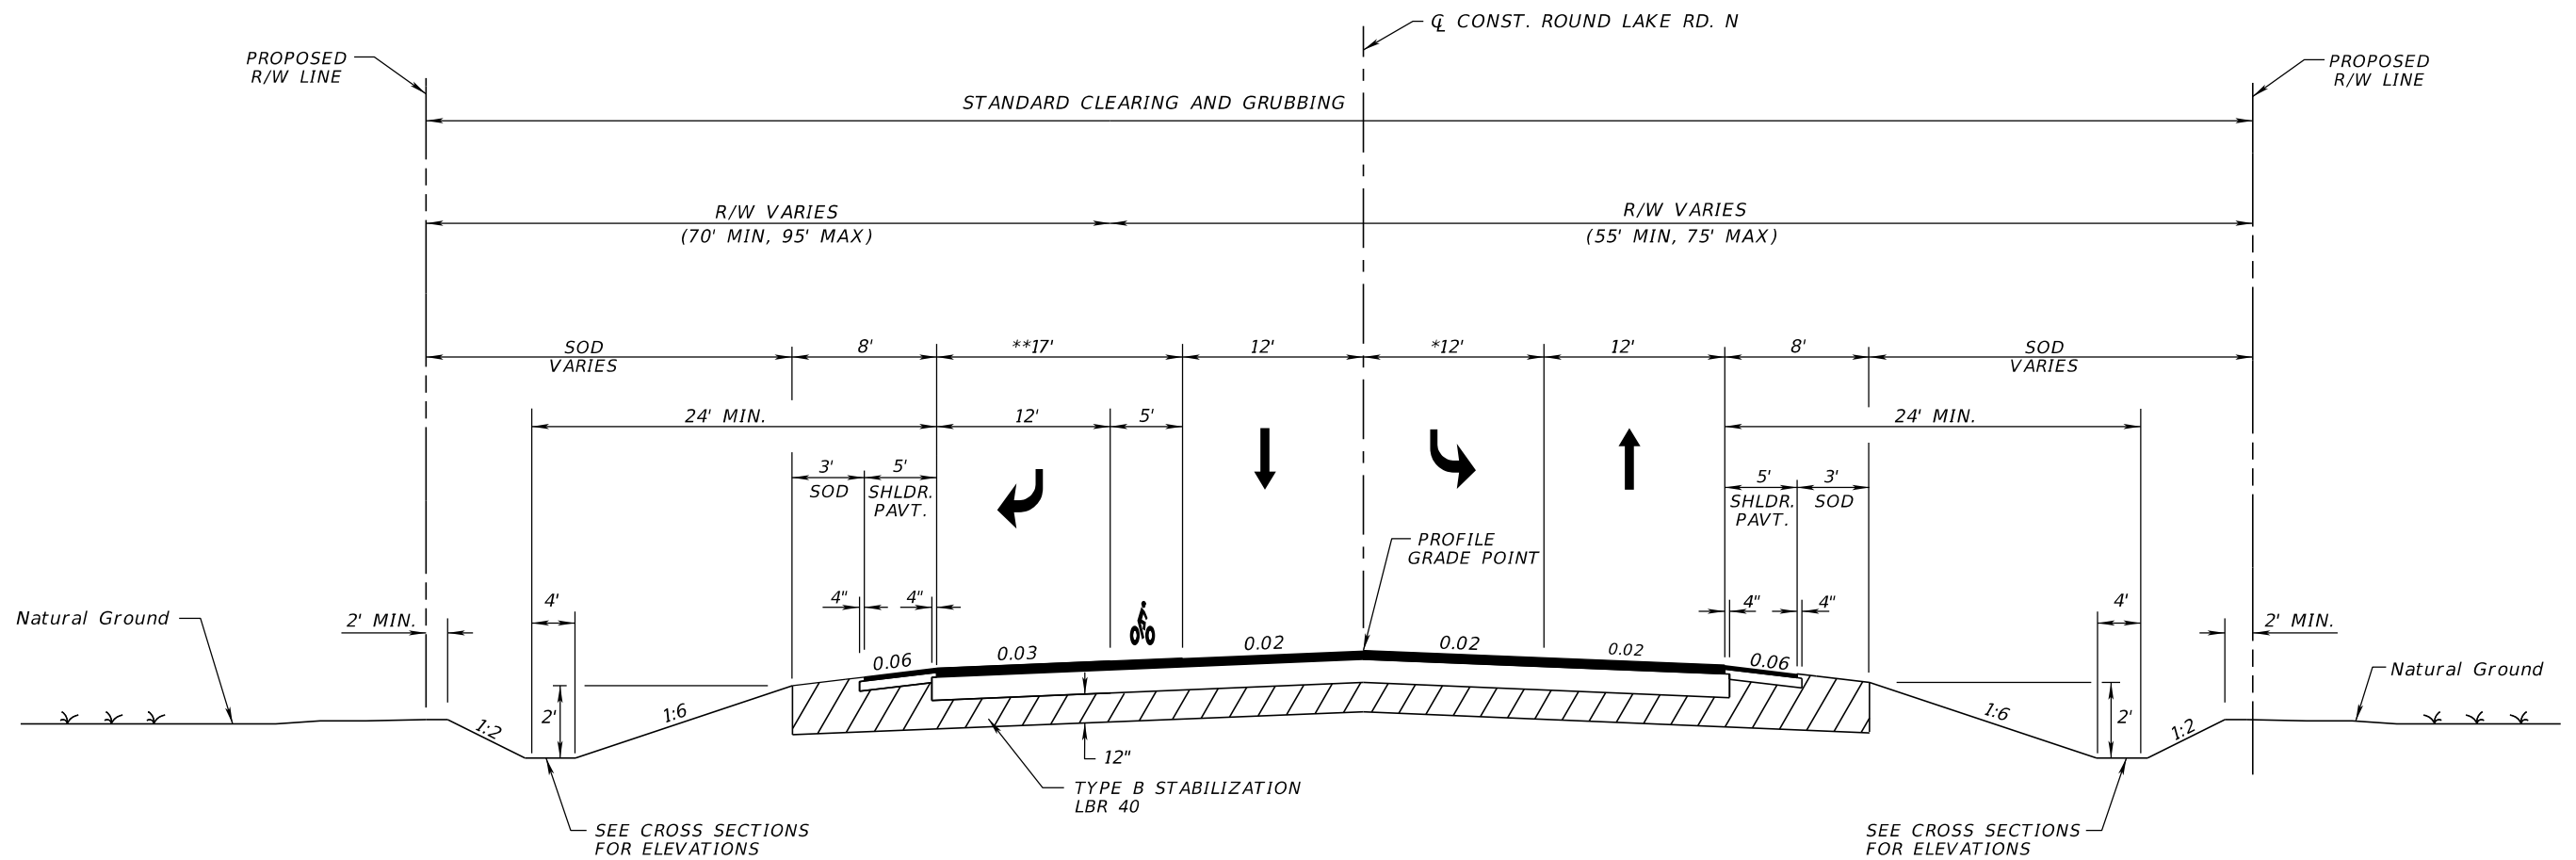 ℄ CONST. ROUND LAKE RD. N
PROPOSED
R/W LINE
PROPOSED
R/W LINE
STANDARD CLEARING AND GRUBBING
R/W VARIES
(70' MIN, 95' MAX)
R/W VARIES
(55' MIN, 75' MAX)
SOD
VARIES
8'
**17'
12'
*12'
12'
8'
SOD
VARIES
24' MIN.
12'
5'
24' MIN.
3'
SOD
5'
SHLDR.
PAVT.
5'
SHLDR.
PAVT.
3'
SOD
PROFILE
GRADE POINT
Natural Ground
2' MIN.
4'
4"
4"
4"
4"
4'
2' MIN.
Natural Ground
0.06
0.03
0.02
0.02
0.02
0.06
1:2
2'
1:6
1:6
2'
1:2
12"
TYPE B STABILIZATION
LBR 40
SEE CROSS SECTIONS
FOR ELEVATIONS
SEE CROSS SECTIONS
FOR ELEVATIONS